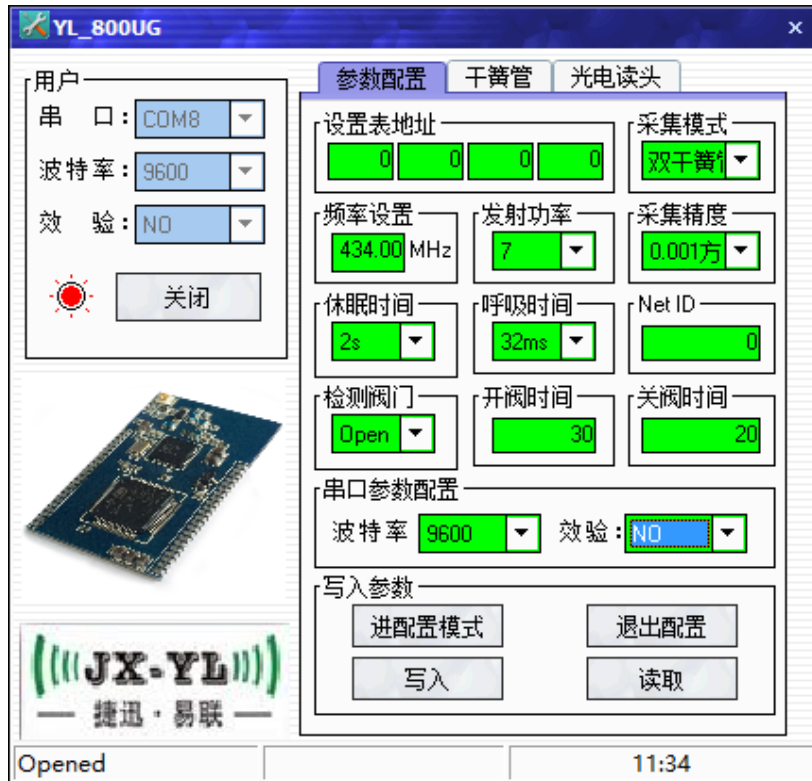 YL_800UG
用户
串 口: COM8
波特率: 9600
效 验: NO
关闭
JX-YL
捷迅·易联
参数配置 干簧管 光电读头
设置表地址
0 0 0 0
采集模式
双干簧
频率设置
434.00 MHz
发射功率
7
采集精度
0.001方
休眠时间
2s
呼吸时间
32ms
Net ID
0
检测阀门
Open
开阀时间
30
关阀时间
20
串口参数配置
波特率 9600 效验: NO
写入参数
进配置模式 退出配置
写入 读取
Opened 11:34